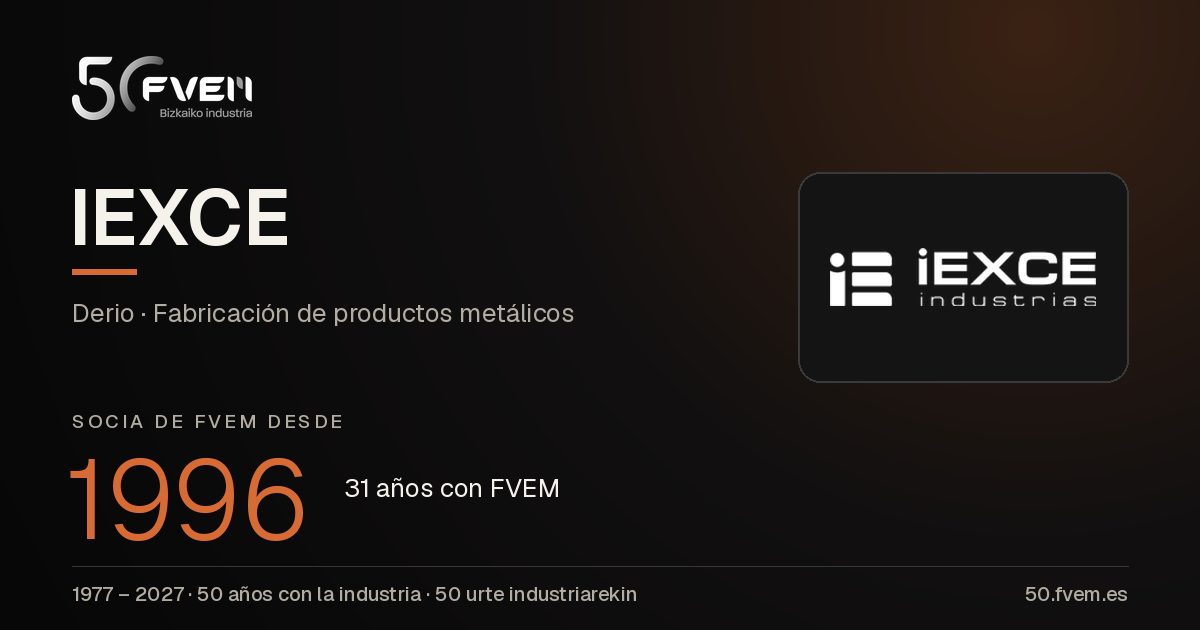 50 FVEM
Bizkaiko industria
IEXCE
Derio · Fabricación de productos metálicos
iEXCE
industrias
SOCIA DE FVEM DESDE
1996
31 años con FVEM
1977 – 2027 · 50 años con la industria · 50 urte industriarekin
50.fvem.es